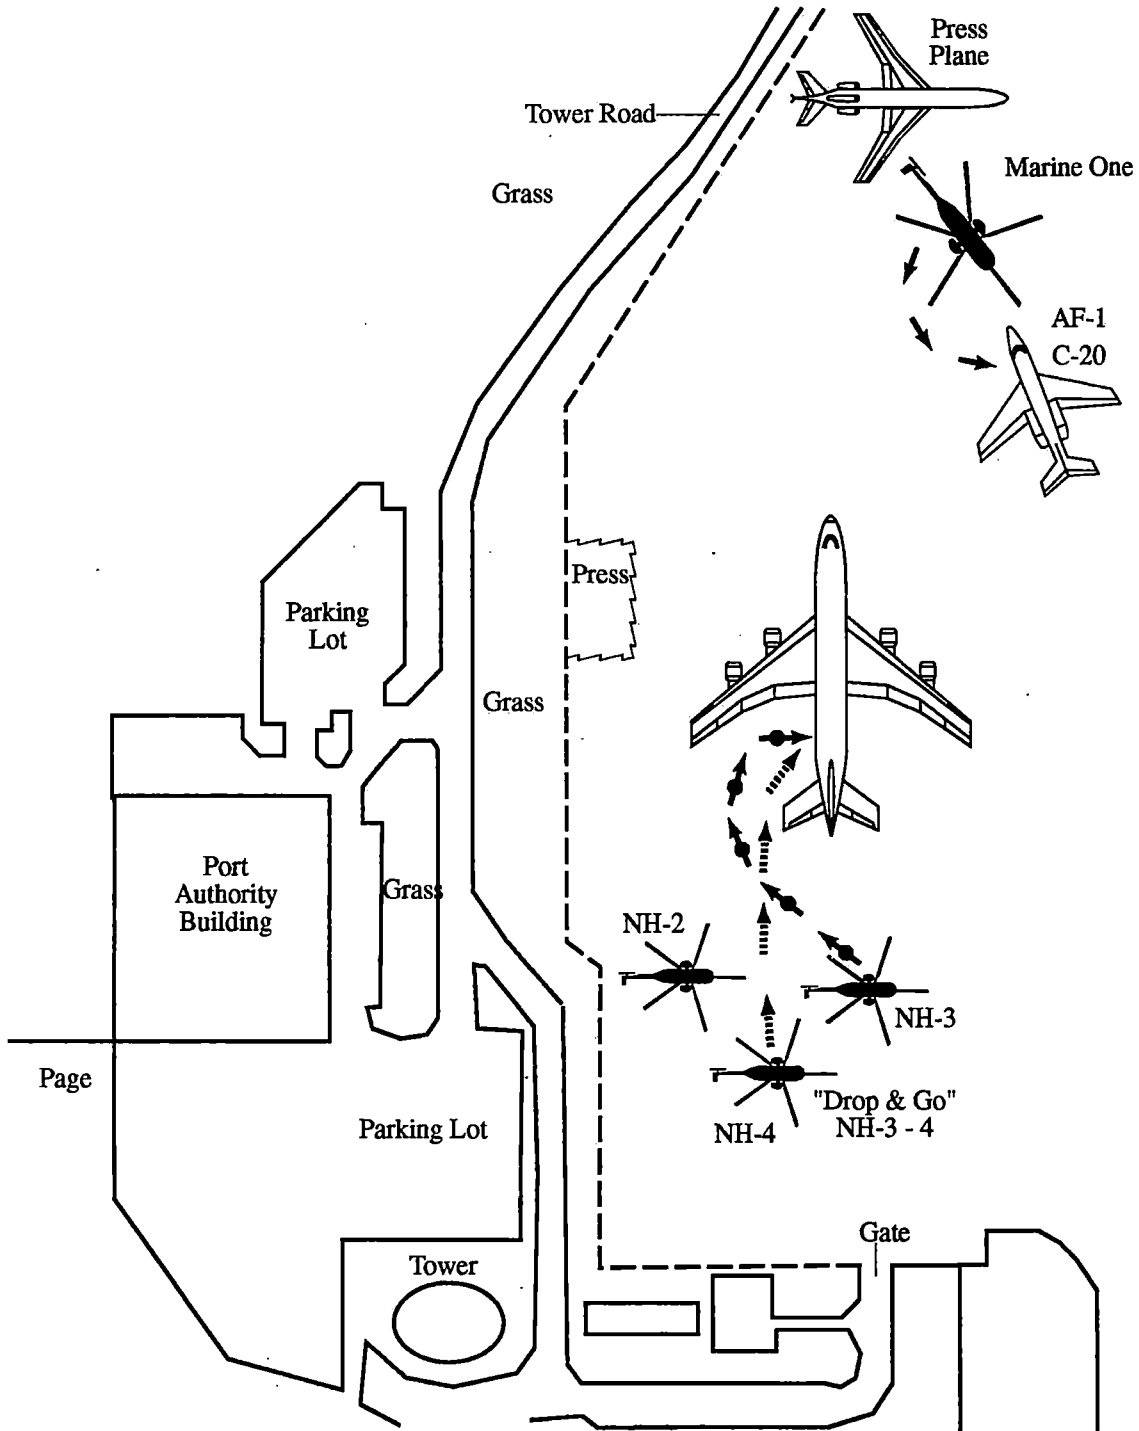 Press
Plane
Tower Road
Marine One
Grass
AF-1
C-20
Press
Parking
Lot
Grass
Port
Authority
Building
Grass
NH-2
NH-3
Page
"Drop & Go"
NH-3 - 4
Parking Lot
NH-4
Gate
Tower